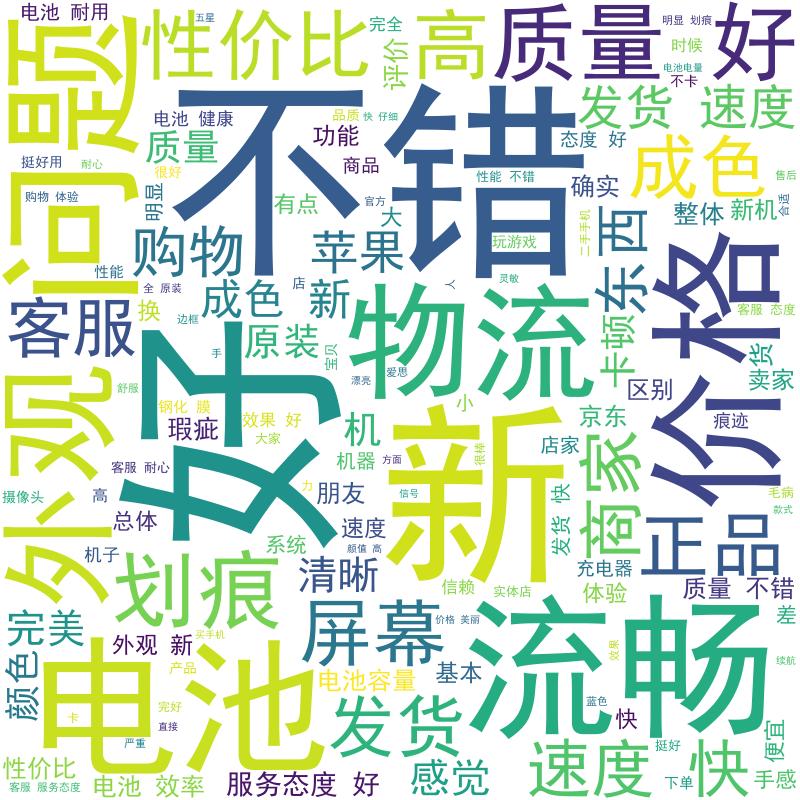 电池 耐用
五星
性价比
完全
评价
高
质量
好
明显 划痕
时候
电池电量
不卡
问题
电池 健康
品质
快 仔细
功能
态度 好
发货 速度
质量
挺好用
耐心
很好
商品
不错
性能 不错
确实
成色
售后
购物 体验
明显
有点
官方
大
二手手机
整体
新机
合适
购物
苹果
玩游戏
东西
价格
性能
全 原装
店
人
灵敏
客服
换
成色
新
物流
客服 态度
边框
原装
手
宝贝
卡顿
卖货
卖家
外观
舒服
好
漂亮
爱思
区别
钢化 膜
效果 好
小
京东
痕迹
瑕疵
大家
机
新
很棒
店家
商家
客服 耐心
机器
方面
摄像头
高
力
朋友
信号
发货 快
毛病
款式
总体
速度
正品
机子
系统
颜值 高
清晰
充电器
划痕
信赖
实体店
体验
质量 不错
完美
屏幕
价格 美丽
流畅
差
外观 新
买手机
颜色
电池
产品
电池容量
基本
效果
续航
完好
发货
蓝色
卡
直接
快
严重
挺好
便宜
性价比
感觉
速度 快
客服 服务态度
电池 效率
服务态度 好
下单
手感